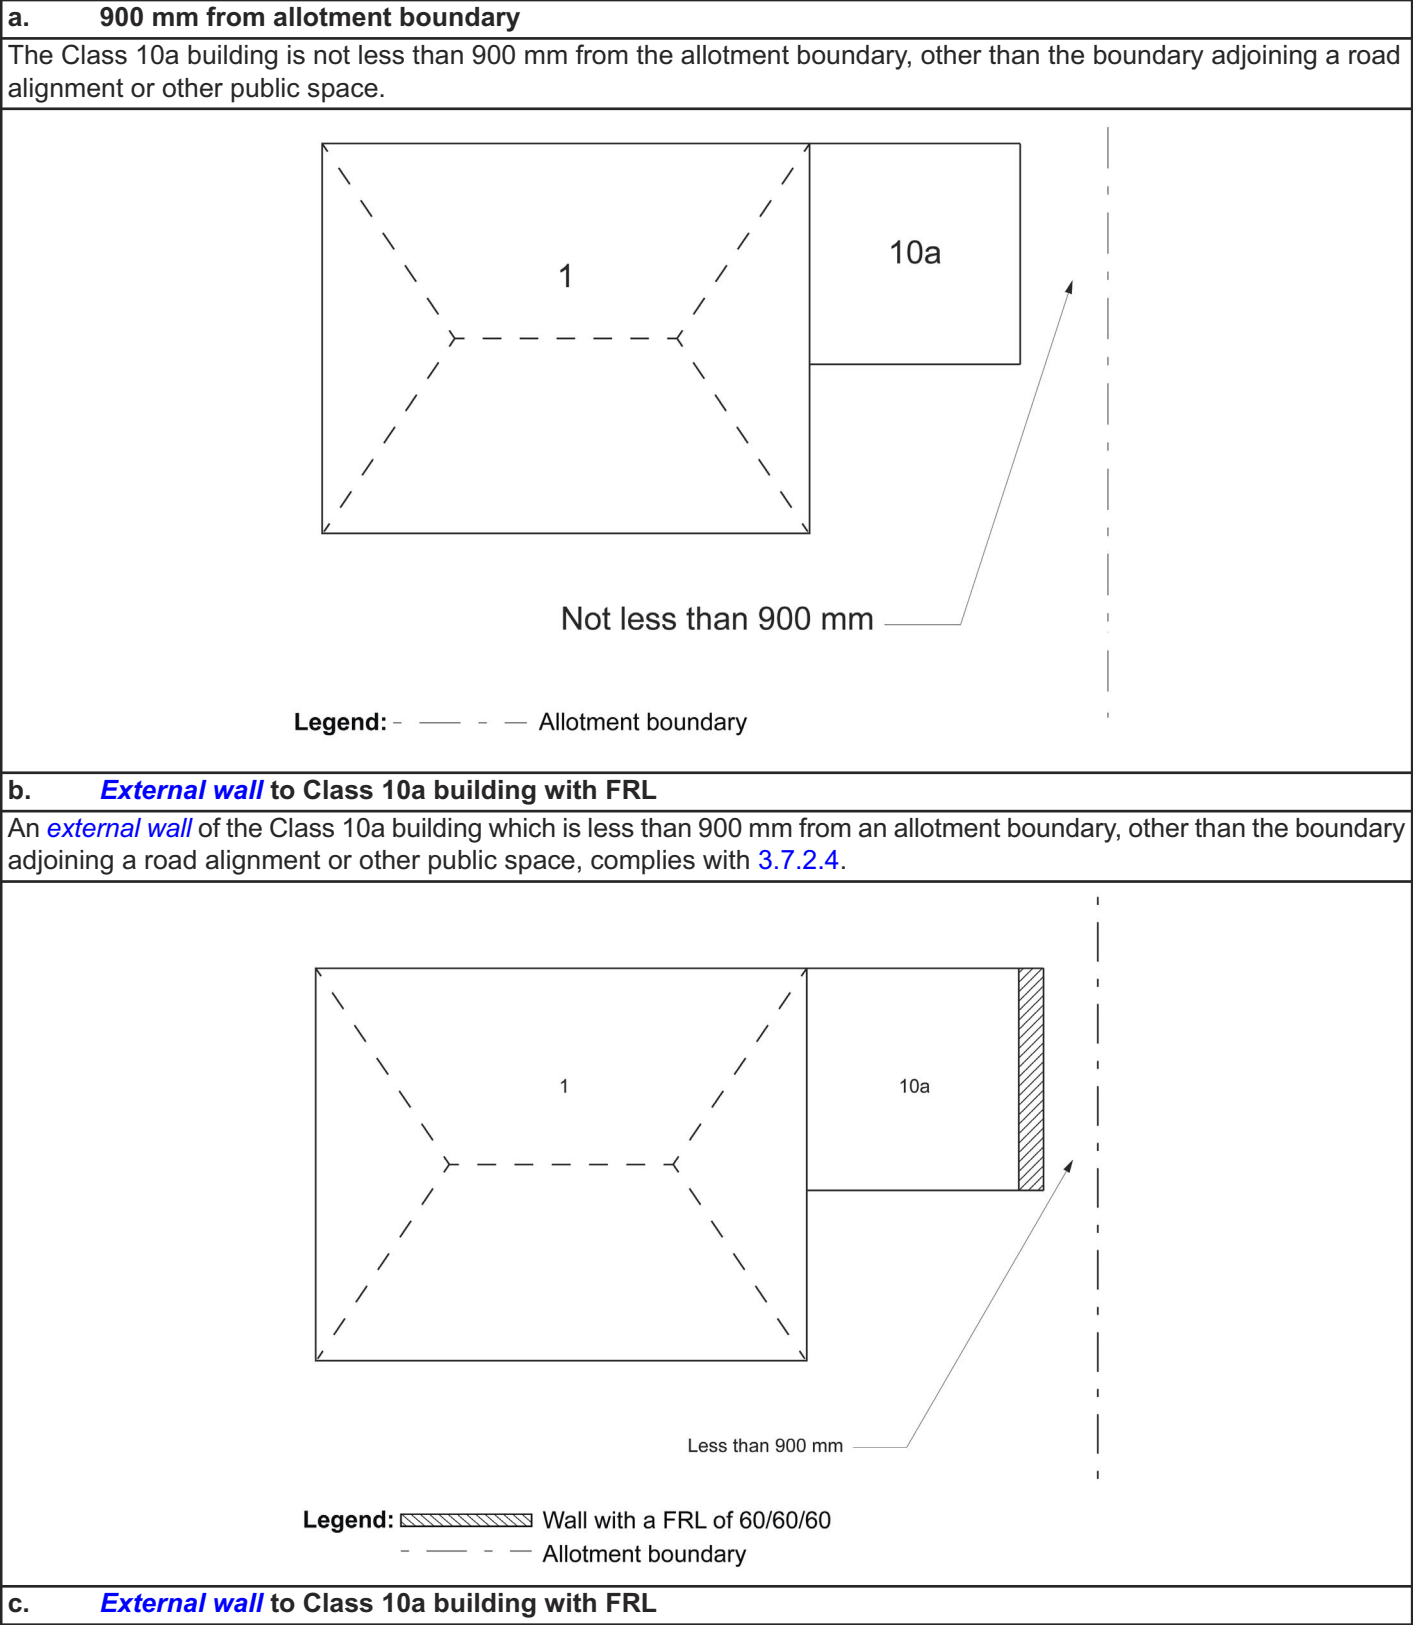 a. 900 mm from allotment boundary
The Class 10a building is not less than 900 mm from the allotment boundary, other than the boundary adjoining a road
alignment or other public space.
1
10a
Not less than 900 mm
Legend: Allotment boundary
b. External wall to Class 10a building with FRL
An external wall of the Class 10a building which is less than 900 mm from an allotment boundary, other than the boundary
adjoining a road alignment or other public space, complies with 3.7.2.4.
1
10a
Less than 900 mm
Legend: Wall with a FRL of 60/60/60
Allotment boundary
c. External wall to Class 10a building with FRL